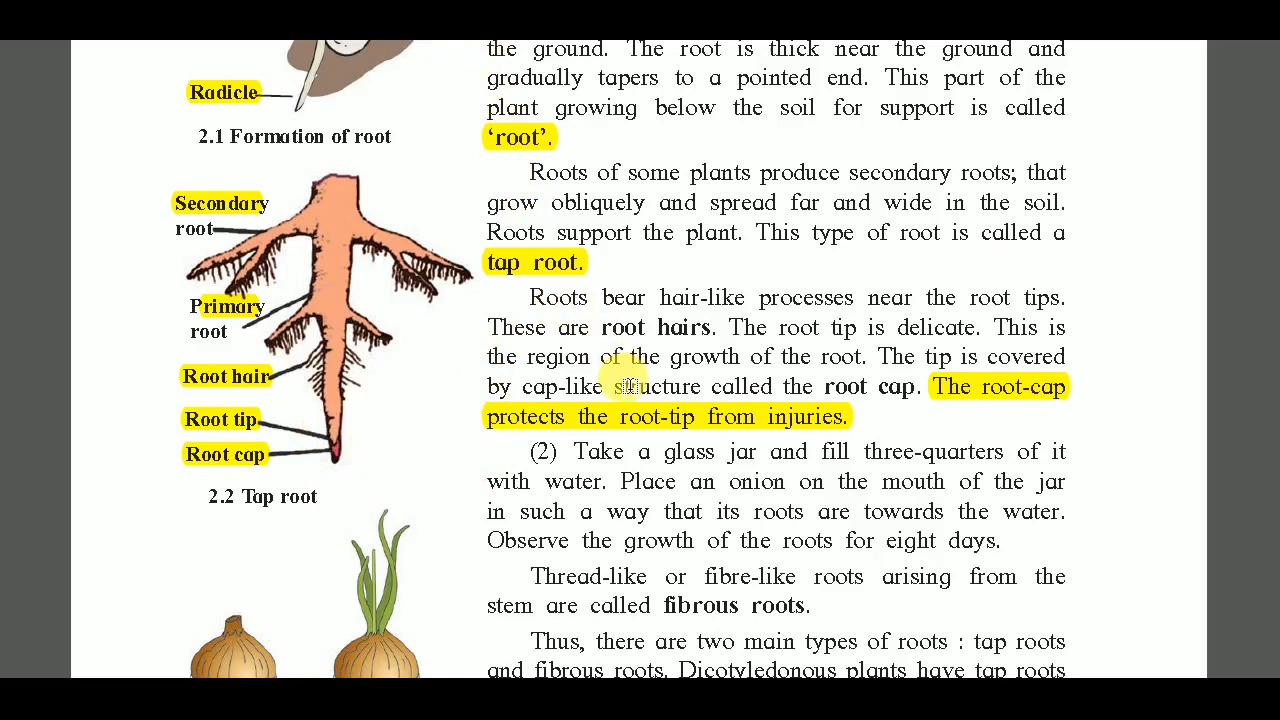 Radicle
2.1 Formation of root
Secondary
root
Primary
root
Root hair
Root tip
Root cap
2.2 Tap root
the ground. The root is thick near the ground and
gradually tapers to a pointed end. This part of the
plant growing below the soil for support is called
‘root’.
Roots of some plants produce secondary roots; that
grow obliquely and spread far and wide in the soil.
Roots support the plant. This type of root is called a
tap root.
Roots bear hair-like processes near the root tips.
These are root hairs. The root tip is delicate. This is
the region of the growth of the root. The tip is covered
by cap-like structure called the root cap. The root-cap
protects the root-tip from injuries.
(2) Take a glass jar and fill three-quarters of it
with water. Place an onion on the mouth of the jar
in such a way that its roots are towards the water.
Observe the growth of the roots for eight days.
Thread-like or fibre-like roots arising from the
stem are called fibrous roots.
Thus, there are two main types of roots : tap roots
and fibrous roots. Dicotyledonous plants have tap roots